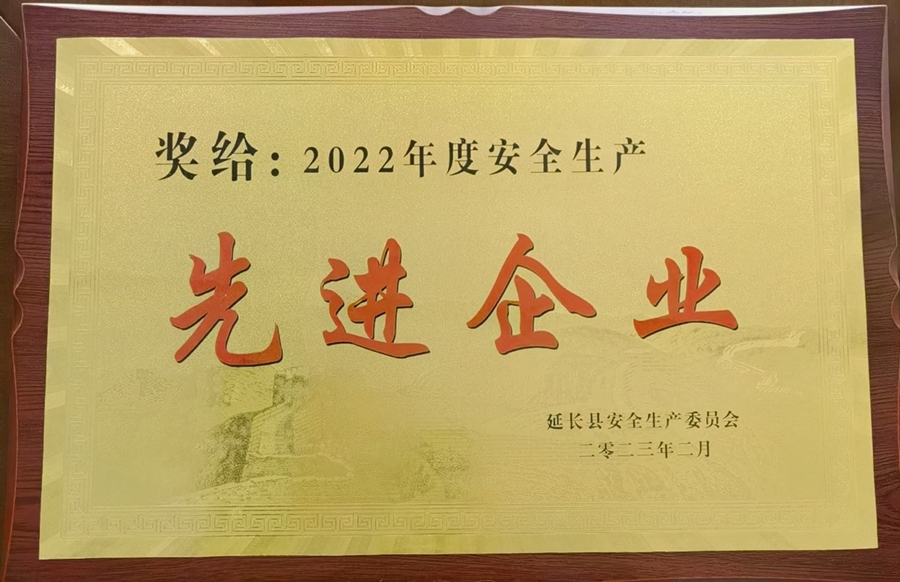 奖给：2022年度安全生产
先进企业
延长县安全生产委员会
二零二三年二月